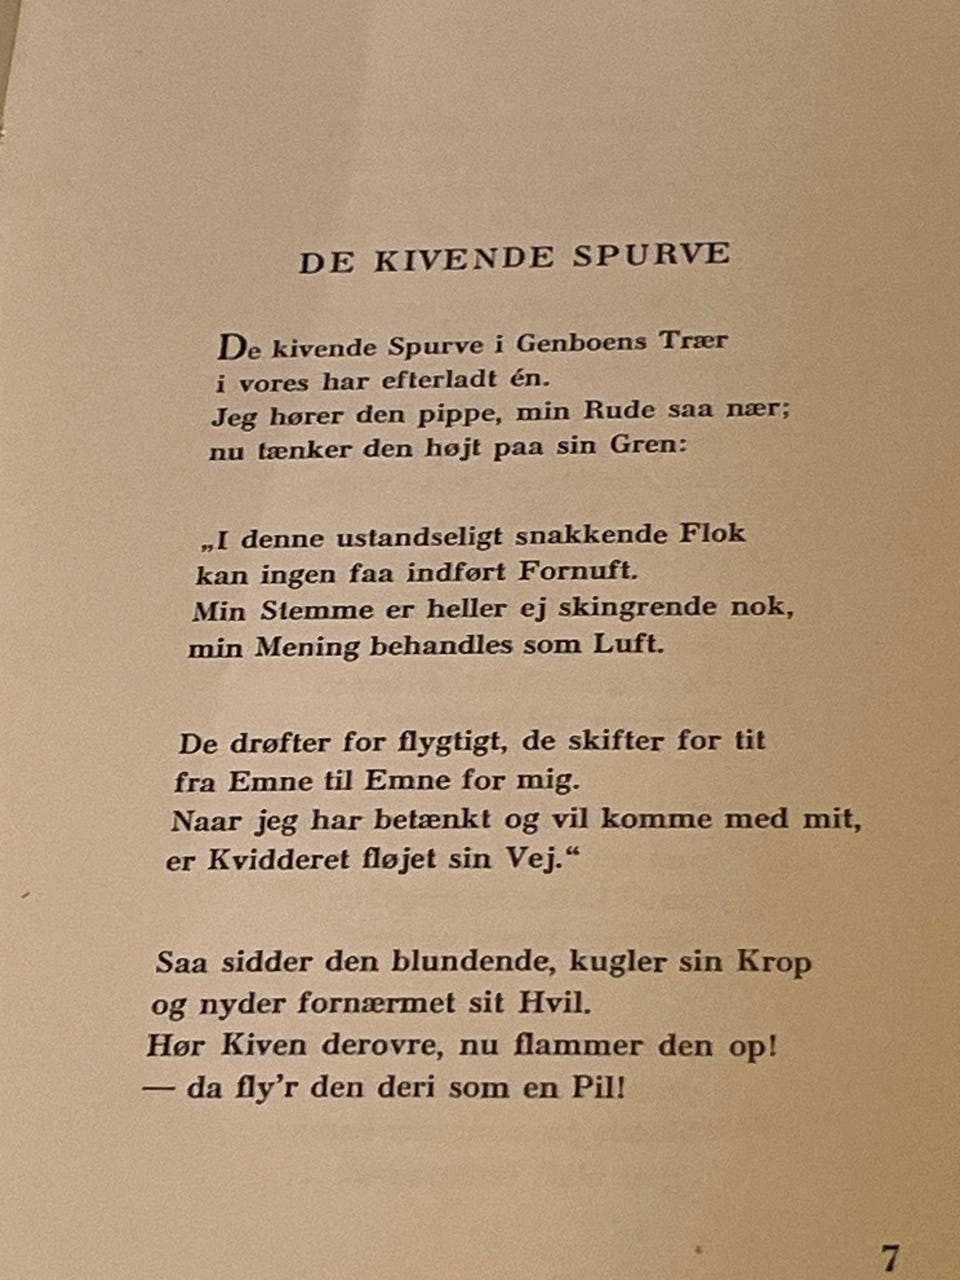 DE KIVENDE SPURVE
De kivende Spurve i Genboens Trær
i vores har efterladt én.
Jeg hører den pippe, min Rude saa nær;
nu tænker den højt paa sin Gren:
„I denne ustandseligt snakkende Flok
kan ingen faa indført Fornuft.
Min Stemme er heller ej skingrende nok,
min Mening behandles som Luft.
De drøfter for flygtigt, de skifter for tit
fra Emne til Emne for mig.
Naar jeg har betænkt og vil komme med mit,
er Kvidderet fløjet sin Vej.“
Saa sidder den blundende, kugler sin Krop
og nyder fornærmet sit Hvil.
Hør Kiven derovre, nu flammer den op!
— da fly'r den deri som en Pil!
7